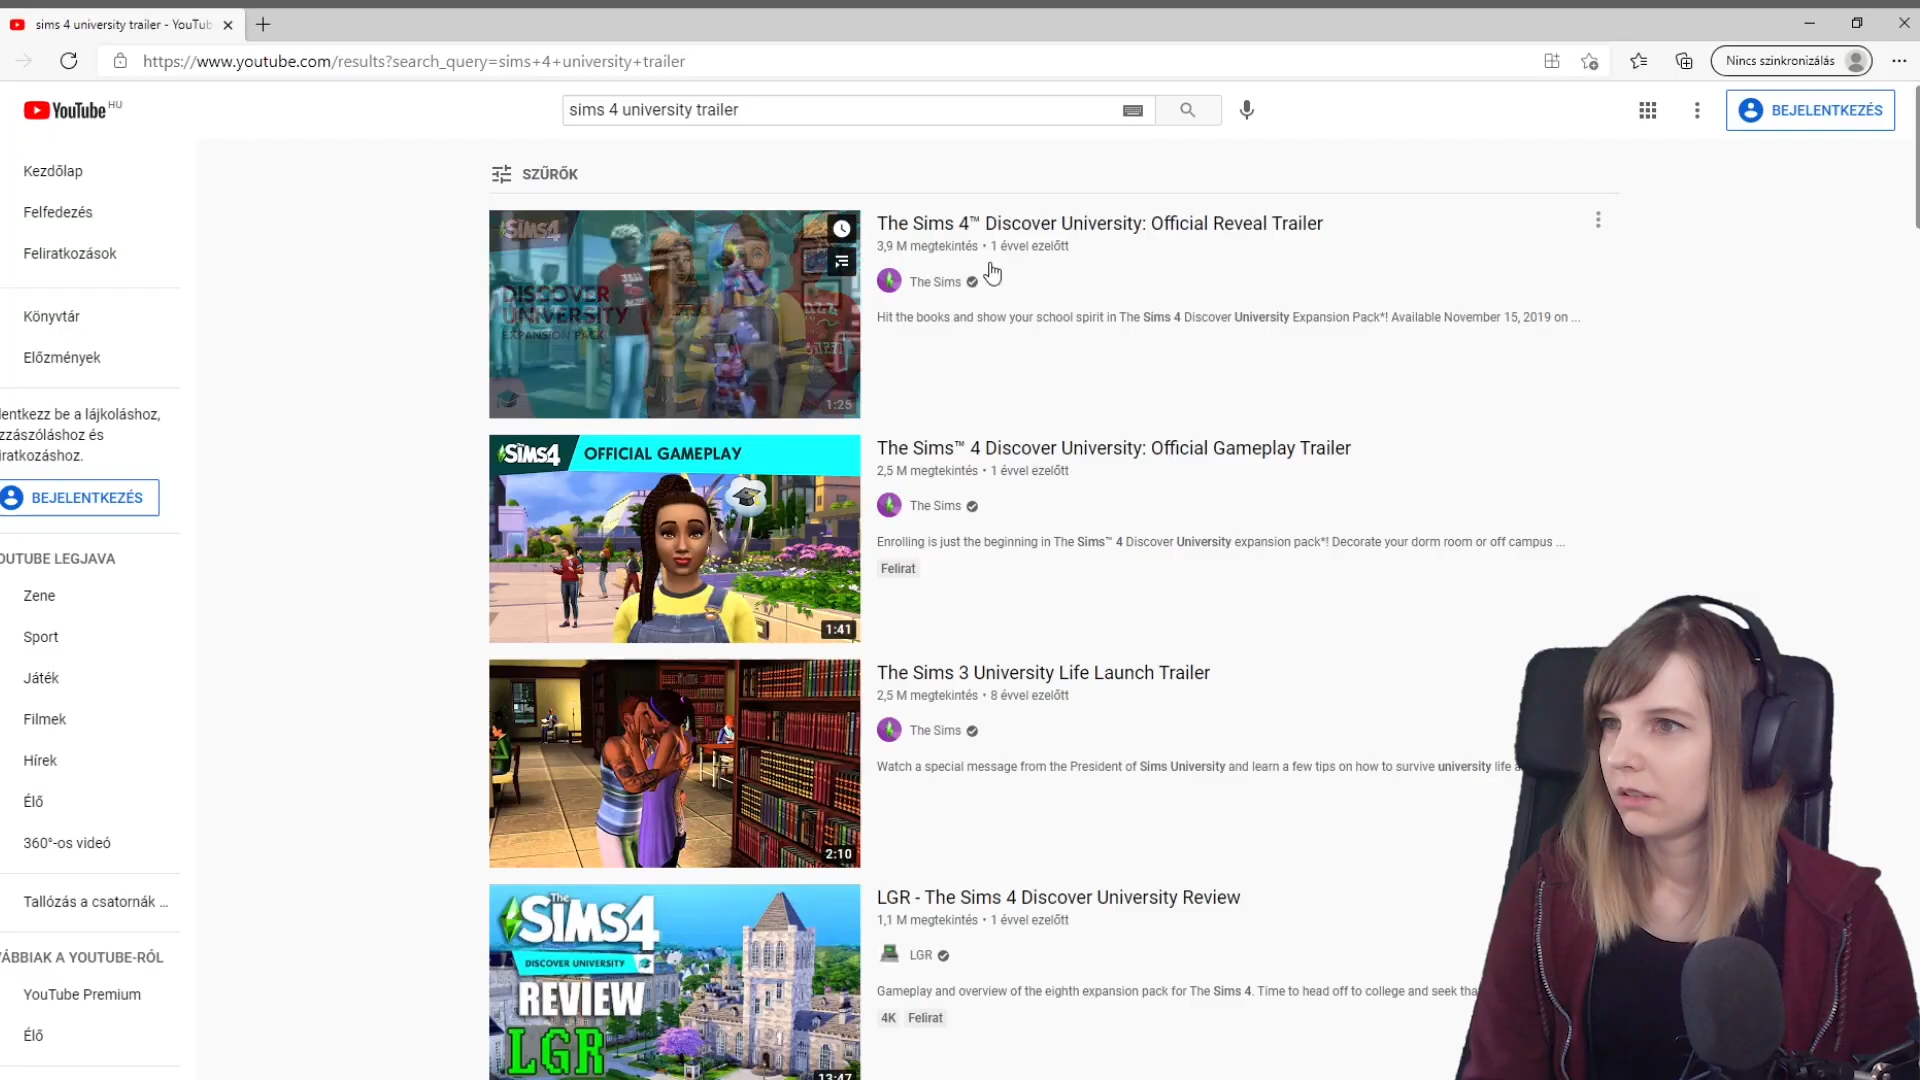 sims 4 university trailer - YouTub
https://www.youtube.com/results?search_query=sims+4+university+trailer
Nincs szinkronizálás
YouTube HU
sims 4 university trailer
BEJELENTKEZÉS
Kezdőlap
Felfedezés
Feliratkozások
Könyvtár
Előzmények
lentkezz be a lájkoláshoz,
zzászóláshoz és
iratkozáshoz.
BEJELENTKEZÉS
OUTUBE LEGJAVA
Zene
Sport
Játék
Filmek
Hírek
Élő
360°-os videó
Tallózás a csatornák ...
ÁBBIAK A YOUTUBE-RÓL
YouTube Premium
Élő
SZŰRŐK
SIMS4
DISCOVER
UNIVERSITY
EXPANSION PACK
1:25
The Sims 4™ Discover University: Official Reveal Trailer
3,9 M megtekintés • 1 évvel ezelőtt
The Sims
Hit the books and show your school spirit in The Sims 4 Discover University Expansion Pack*! Available November 15, 2019 on ...
The SIMS4 OFFICIAL GAMEPLAY
1:41
The Sims™ 4 Discover University: Official Gameplay Trailer
2,5 M megtekintés • 1 évvel ezelőtt
The Sims
Enrolling is just the beginning in The Sims™ 4 Discover University expansion pack*! Decorate your dorm room or off campus ...
Felirat
2:10
The Sims 3 University Life Launch Trailer
2,5 M megtekintés • 8 évvel ezelőtt
The Sims
Watch a special message from the President of Sims University and learn a few tips on how to survive university life a
The SIMS4
DISCOVER UNIVERSITY
REVIEW
LGR
13:47
LGR - The Sims 4 Discover University Review
1,1 M megtekintés • 1 évvel ezelőtt
LGR
Gameplay and overview of the eighth expansion pack for The Sims 4. Time to head off to college and seek tha
4K Felirat